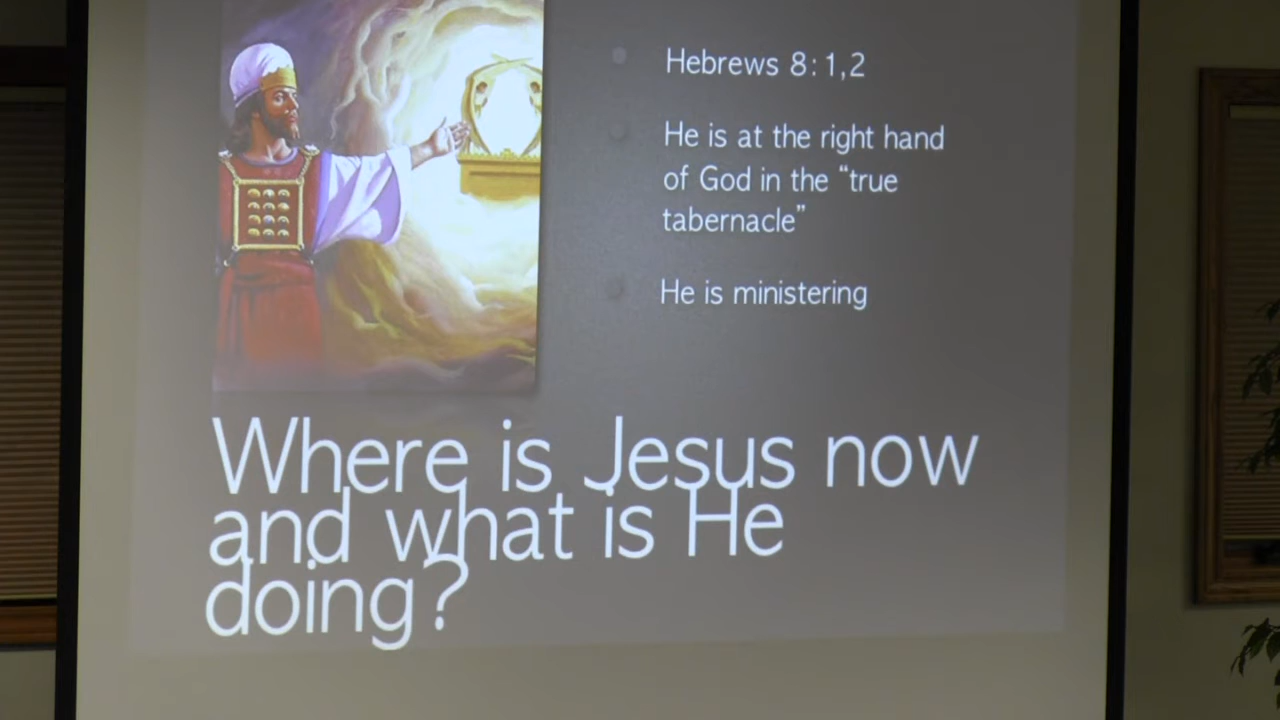 Hebrews 8:1,2
He is at the right hand
of God in the “true
tabernacle”
He is ministering
Where is Jesus now
and what is He
doing?